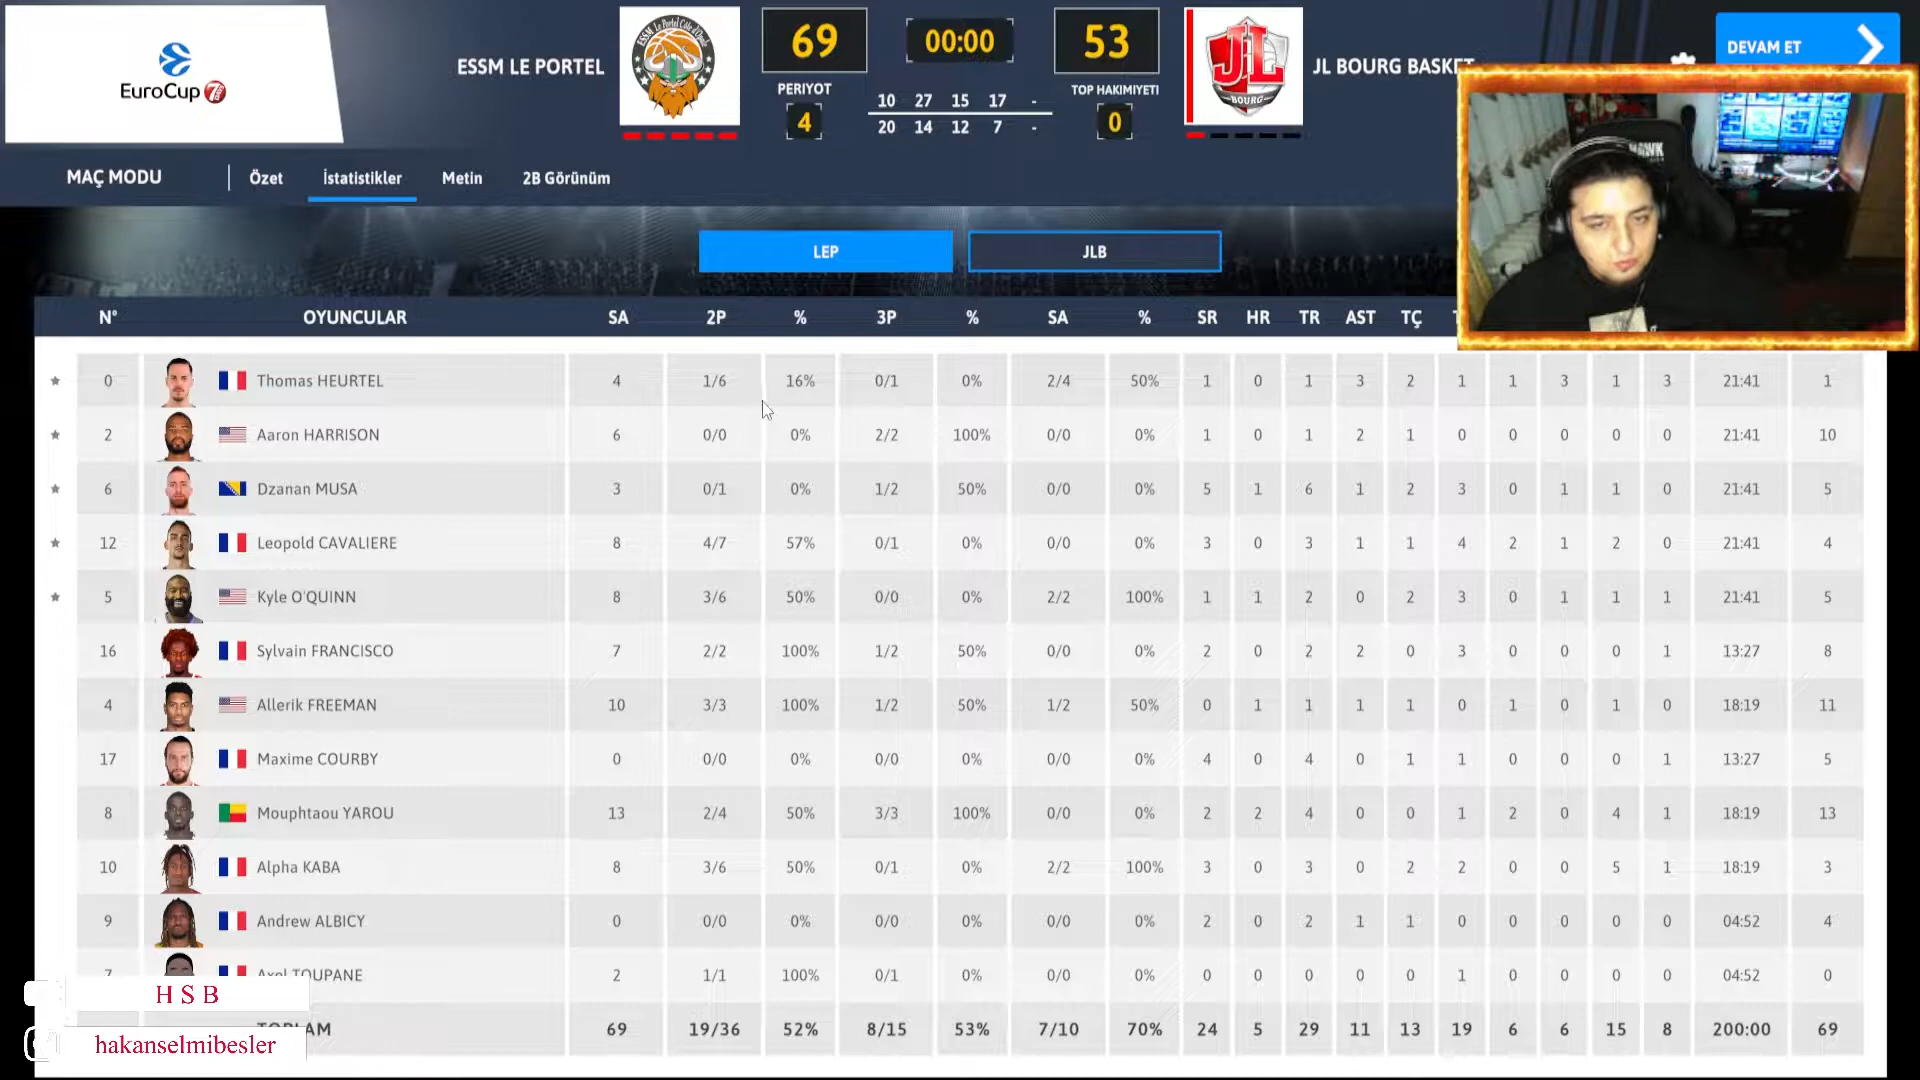 EuroCup 7DAYS
ESSM LE PORTEL
69 00:00 53
JL BOURG BASKET
DEVAM ET
PERIYOT
4
TOP HAKIMIYETI
0
10 27 15 17 -
20 14 12 7 -
MAÇ MODU Özet İstatistikler Metin 2B Görünüm
LEP JLB
N° OYUNCULAR SA 2P % 3P % SA % SR HR TR AST TÇ
0 Thomas HEURTEL 4 1/6 16% 0/1 0% 2/4 50% 1 0 1 3 2 1 1 3 1 3 21:41 1
2 Aaron HARRISON 6 0/0 0% 2/2 100% 0/0 0% 1 0 1 2 1 0 0 0 0 0 21:41 10
6 Dzanan MUSA 3 0/1 0% 1/2 50% 0/0 0% 5 1 6 1 2 3 0 1 1 0 21:41 5
12 Leopold CAVALIERE 8 4/7 57% 0/1 0% 0/0 0% 3 0 3 1 1 4 2 1 2 0 21:41 4
5 Kyle O'QUINN 8 3/6 50% 0/0 0% 2/2 100% 1 1 2 0 2 3 0 1 1 1 21:41 5
16 Sylvain FRANCISCO 7 2/2 100% 1/2 50% 0/0 0% 2 0 2 2 0 3 0 0 0 1 13:27 8
4 Allerik FREEMAN 10 3/3 100% 1/2 50% 1/2 50% 0 1 1 1 1 0 1 0 1 0 18:19 11
17 Maxime COURBY 0 0/0 0% 0/0 0% 0/0 0% 4 0 4 0 1 1 0 0 0 1 13:27 5
8 Mouphtaou YAROU 13 2/4 50% 3/3 100% 0/0 0% 2 2 4 0 0 1 2 0 4 1 18:19 13
10 Alpha KABA 8 3/6 50% 0/1 0% 2/2 100% 3 0 3 0 2 2 0 0 5 1 18:19 3
9 Andrew ALBICY 0 0/0 0% 0/0 0% 0/0 0% 2 0 2 1 1 0 0 0 0 0 04:52 4
7 Axel TOUPANE 2 1/1 100% 0/1 0% 0/0 0% 0 0 0 0 0 1 0 0 0 0 04:52 0
H S B
TOPLAM 69 19/36 52% 8/15 53% 7/10 70% 24 5 29 11 13 19 6 6 15 8 200:00 69
hakanselmibesler